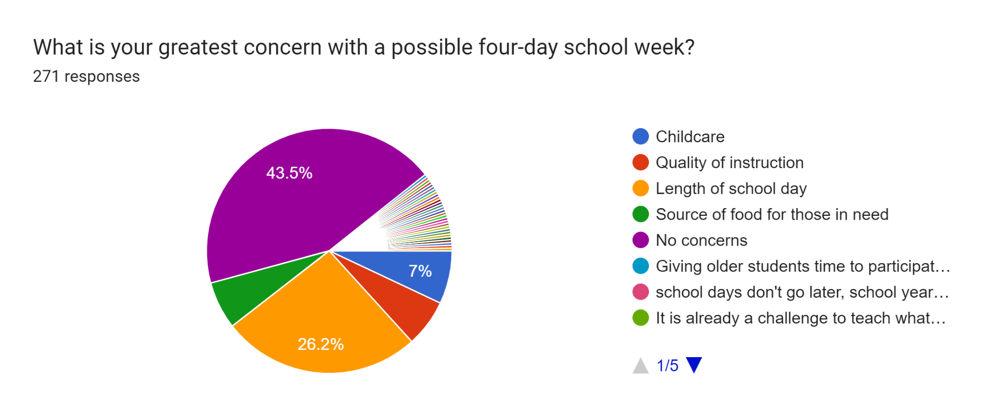 What is your greatest concern with a possible four-day school week?
271 responses
43.5%
7%
26.2%
Childcare
Quality of instruction
Length of school day
Source of food for those in need
No concerns
Giving older students time to participat...
school days don't go later, school year...
It is already a challenge to teach what...
1/5